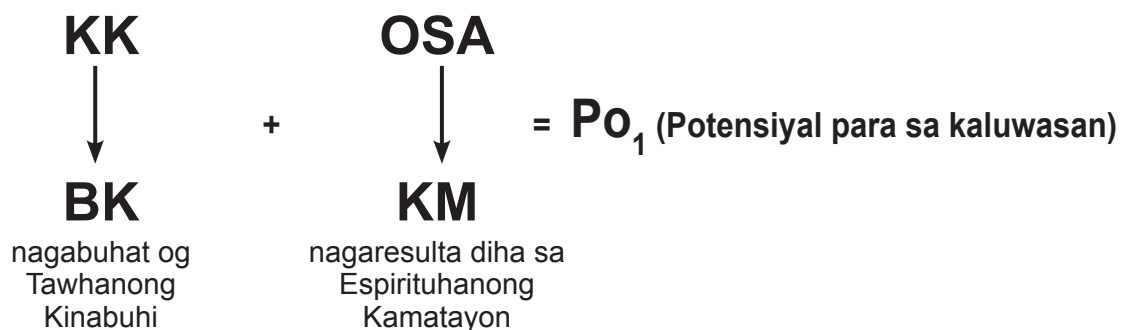 KK
OSA
+
= Po₁ (Potensiyal para sa kaluwasan)
BK
nagabuhat og
Tawhanong
Kinabuhi
KM
nagaresulta diha sa
Espirituhanong
Kamatayon